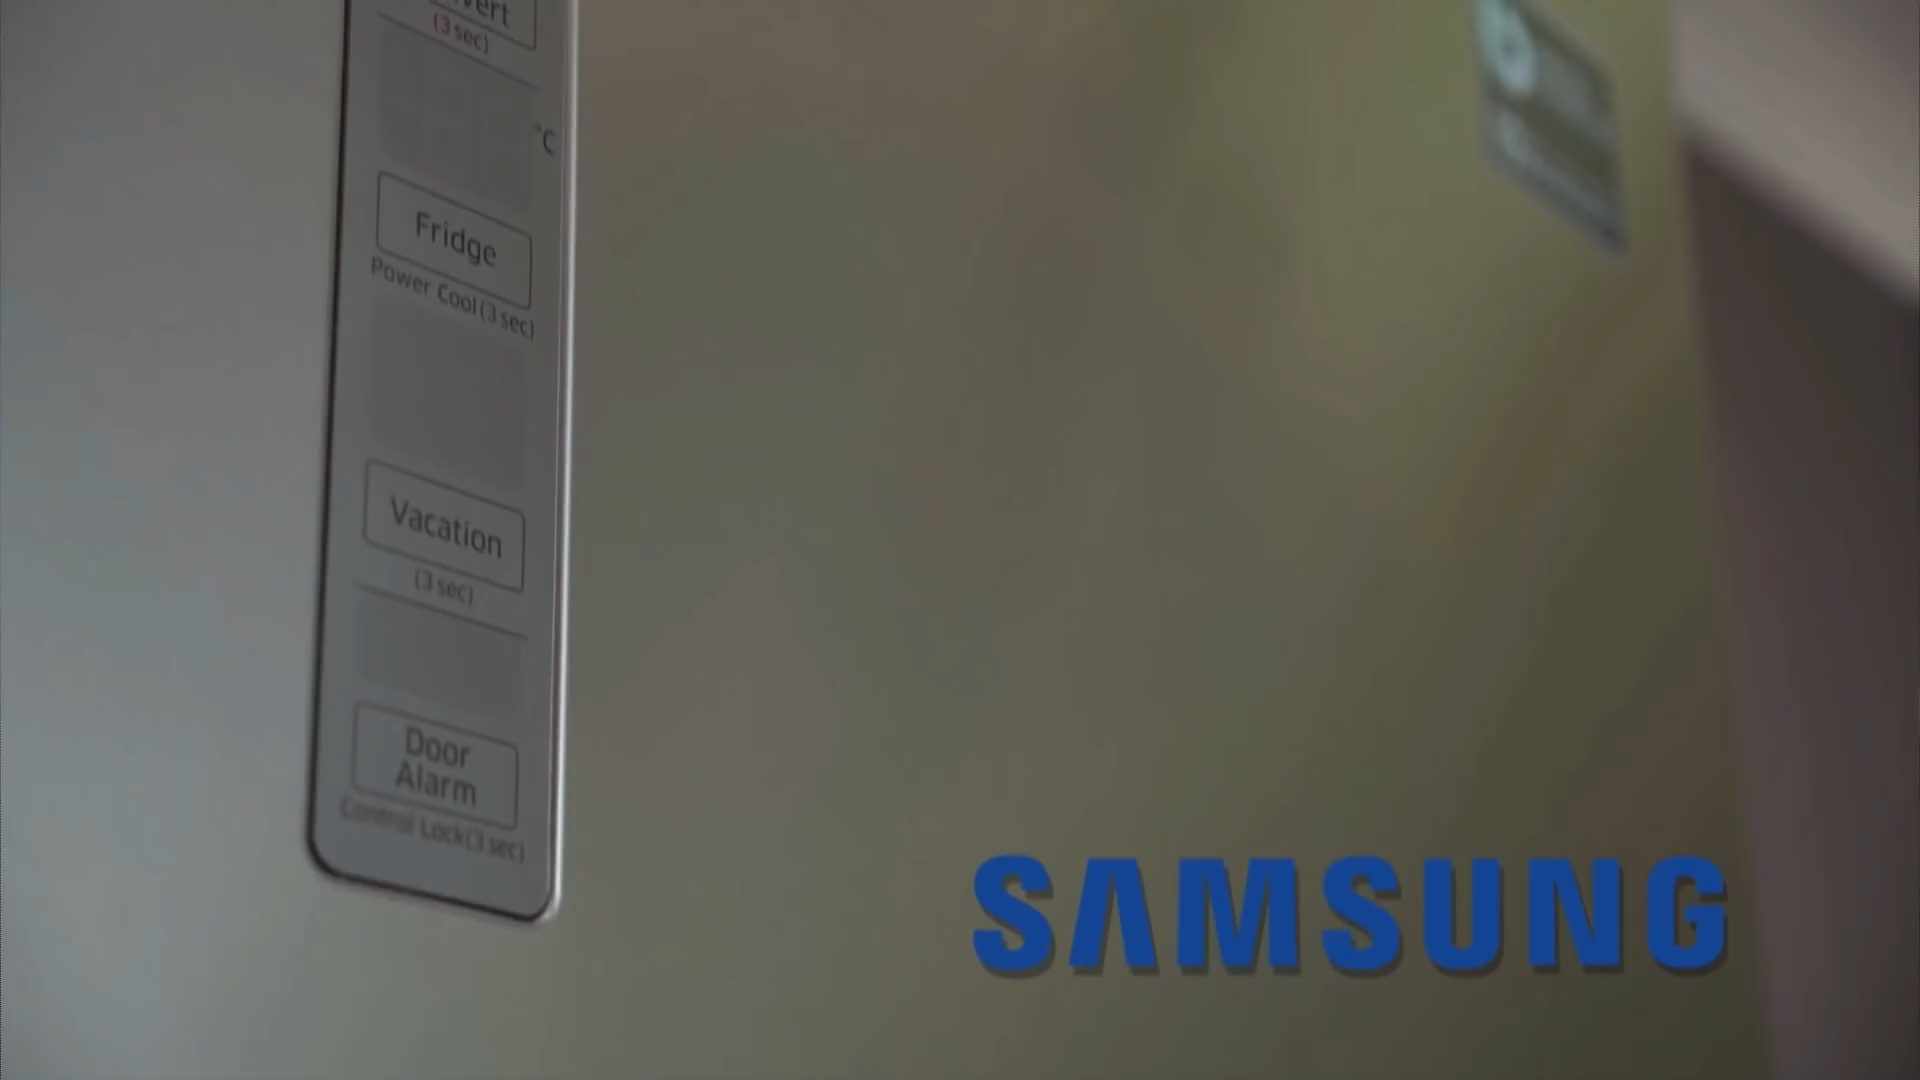 (3 sec)
°C
Fridge
Power Cool (3 sec)
Vacation
(3 sec)
Door
Alarm
Control Lock (3 sec)
SAMSUNG